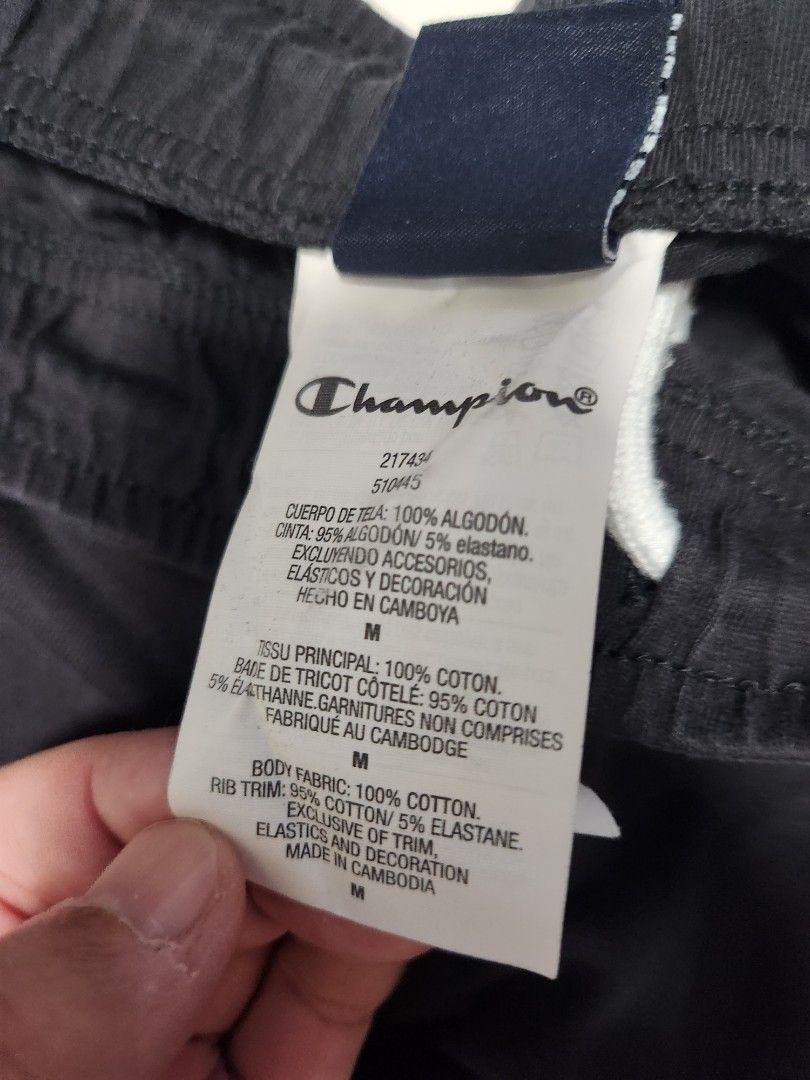 Champion®
217434
510445
CUERPO DE TELA: 100% ALGODÓN.
CINTA: 95% ALGODÓN/ 5% elastano.
EXCLUYENDO ACCESORIOS,
ELÁSTICOS Y DECORACIÓN
HECHO EN CAMBOYA
M
TISSU PRINCIPAL: 100% COTON.
BADE DE TRICOT CÔTELÉ: 95% COTON
5% ÉLASTHANNE.GARNITURES NON COMPRISES
FABRIQUÉ AU CAMBODGE
M
BODY FABRIC: 100% COTTON.
RIB TRIM: 95% COTTON/ 5% ELASTANE.
EXCLUSIVE OF TRIM,
ELASTICS AND DECORATION
MADE IN CAMBODIA
M